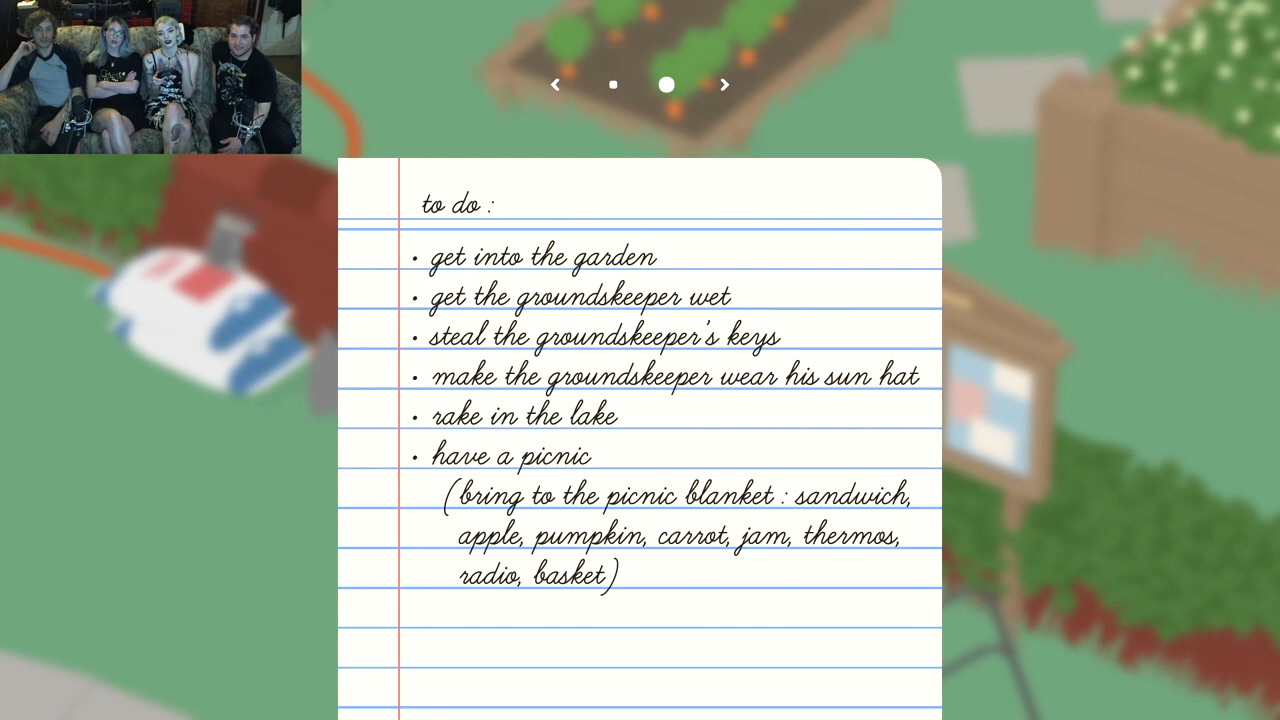 to do :
• get into the garden
• get the groundskeeper wet
• steal the groundskeeper's keys
• make the groundskeeper wear his sun hat
• rake in the lake
• have a picnic
(bring to the picnic blanket : sandwich,
apple, pumpkin, carrot, jam, thermos,
radio, basket)